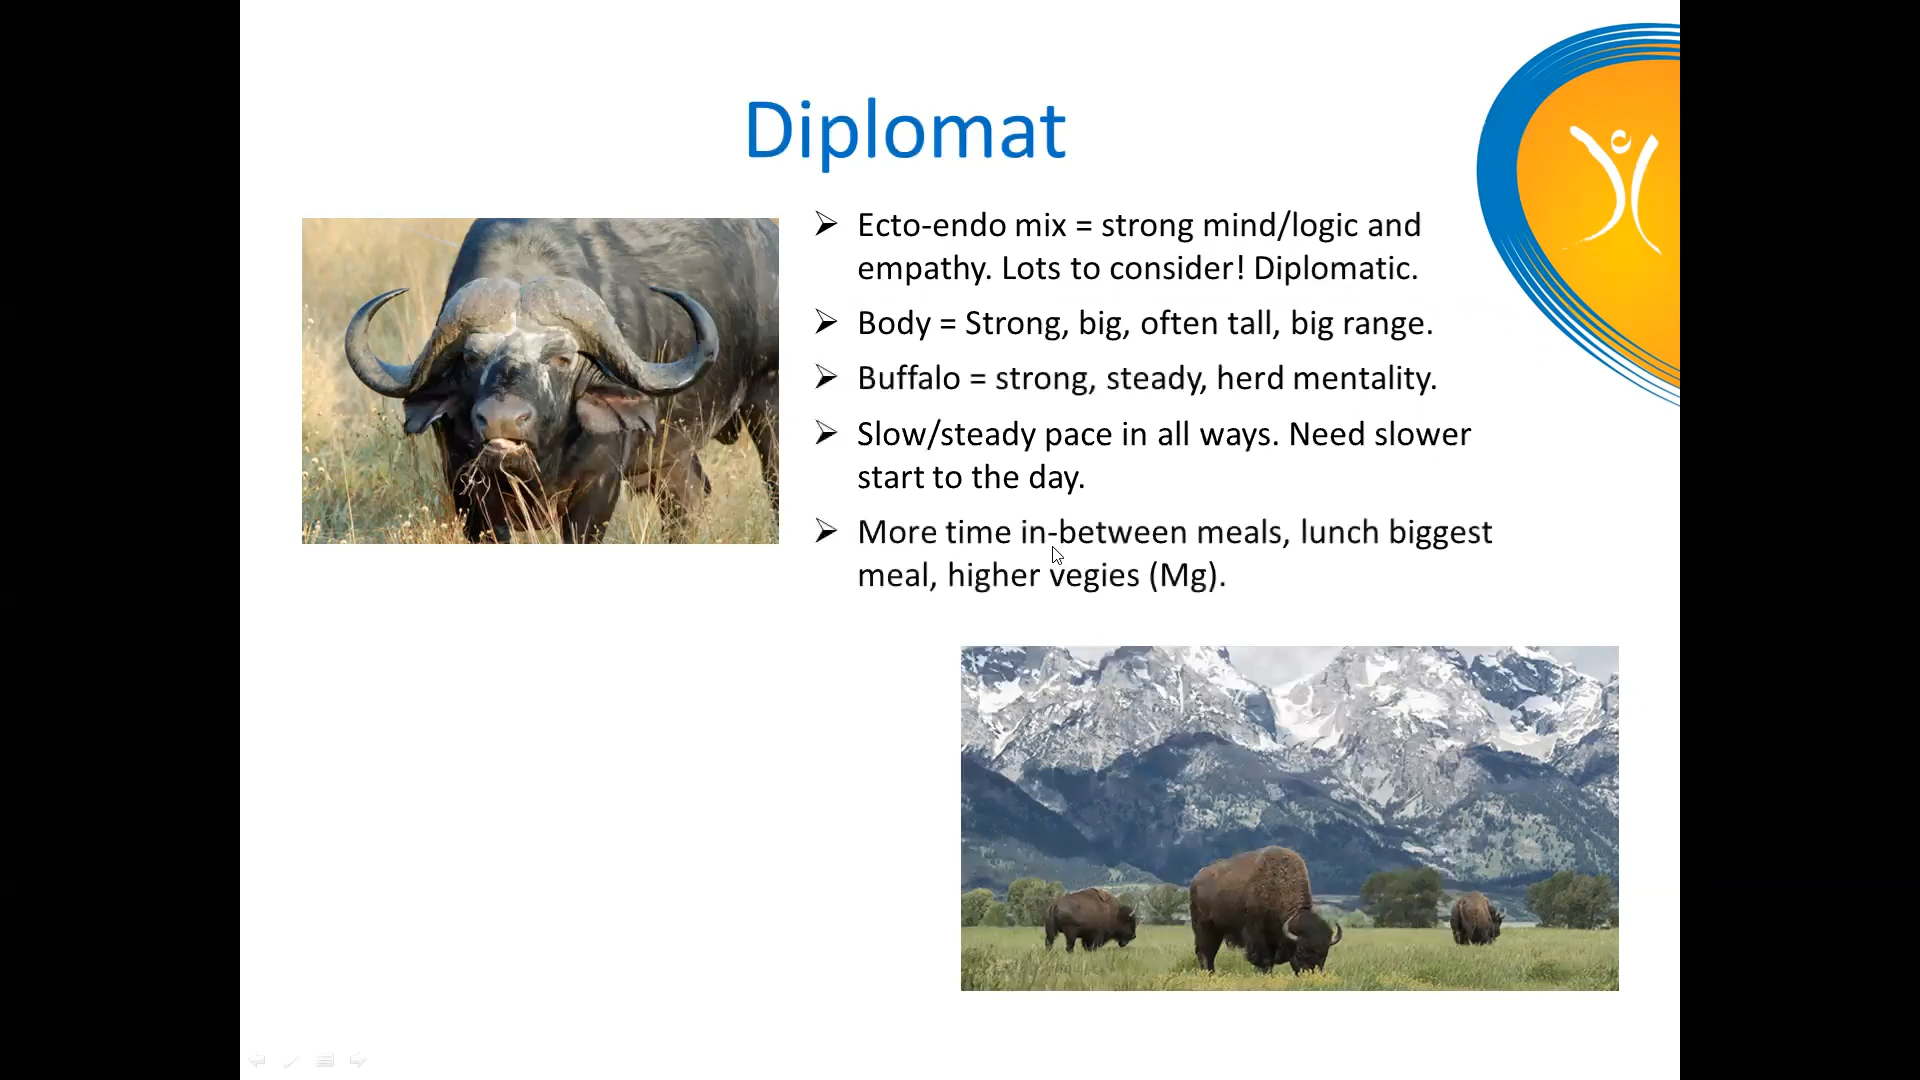 Diplomat
➢ Ecto-endo mix = strong mind/logic and
empathy. Lots to consider! Diplomatic.
➢ Body = Strong, big, often tall, big range.
➢ Buffalo = strong, steady, herd mentality.
➢ Slow/steady pace in all ways. Need slower
start to the day.
➢ More time in-between meals, lunch biggest
meal, higher vegies (Mg).